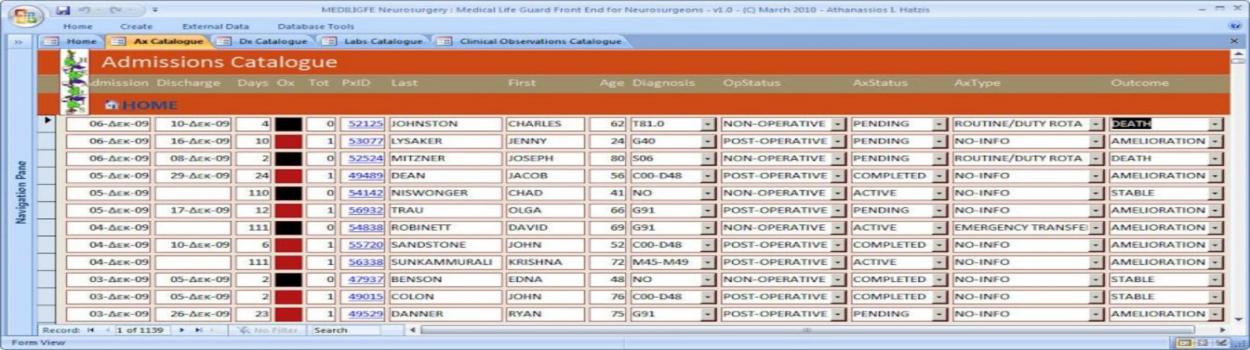 MEDILIGFE Neurosurgery : Medical Life Guard Front End for Neurosurgeons - v1.0 - (C) March 2010 - Athanassios I. Hatzis
Home Create External Data Database Tools
Home Ax Catalogue Dx Catalogue Labs Catalogue Clinical Observations Catalogue
Admissions Catalogue
Admission Discharge Days Ox Tot PxID Last First Age Diagnosis OpStatus AxStatus AxType Outcome
HOME
06-Δεκ-09 10-Δεκ-09 4 0 52125 JOHNSTON CHARLES 62 T81.0 NON-OPERATIVE PENDING ROUTINE/DUTY ROTA DEATH
06-Δεκ-09 16-Δεκ-09 10 1 53077 LYSAKER JENNY 24 G40 POST-OPERATIVE PENDING NO-INFO AMELIORATION
06-Δεκ-09 08-Δεκ-09 2 0 52524 MITZNER JOSEPH 80 S06 NON-OPERATIVE PENDING ROUTINE/DUTY ROTA DEATH
05-Δεκ-09 29-Δεκ-09 24 1 49489 DEAN JACOB 56 C00-D48 POST-OPERATIVE COMPLETED NO-INFO AMELIORATION
05-Δεκ-09 110 0 54142 NISWONGER CHAD 41 NO NON-OPERATIVE ACTIVE NO-INFO STABLE
05-Δεκ-09 17-Δεκ-09 12 1 56932 TRAU OLGA 66 G91 POST-OPERATIVE PENDING NO-INFO AMELIORATION
04-Δεκ-09 111 0 54838 ROBINETT DAVID 69 G91 NON-OPERATIVE ACTIVE EMERGENCY TRANSFE AMELIORATION
04-Δεκ-09 10-Δεκ-09 6 1 55720 SANDSTONE JOHN 52 C00-D48 POST-OPERATIVE COMPLETED NO-INFO AMELIORATION
04-Δεκ-09 111 1 56338 SUNKAMMURALI KRISHNA 72 M45-M49 POST-OPERATIVE ACTIVE NO-INFO AMELIORATION
03-Δεκ-09 05-Δεκ-09 2 0 47937 BENSON EDNA 48 NO NON-OPERATIVE COMPLETED NO-INFO STABLE
03-Δεκ-09 05-Δεκ-09 2 1 49015 COLON JOHN 76 C00-D48 POST-OPERATIVE COMPLETED NO-INFO STABLE
03-Δεκ-09 26-Δεκ-09 23 1 49529 DANNER RYAN 75 G91 POST-OPERATIVE PENDING NO-INFO AMELIORATION
Record: 1 of 1139 No Filter Search
Form View
Navigation Pane